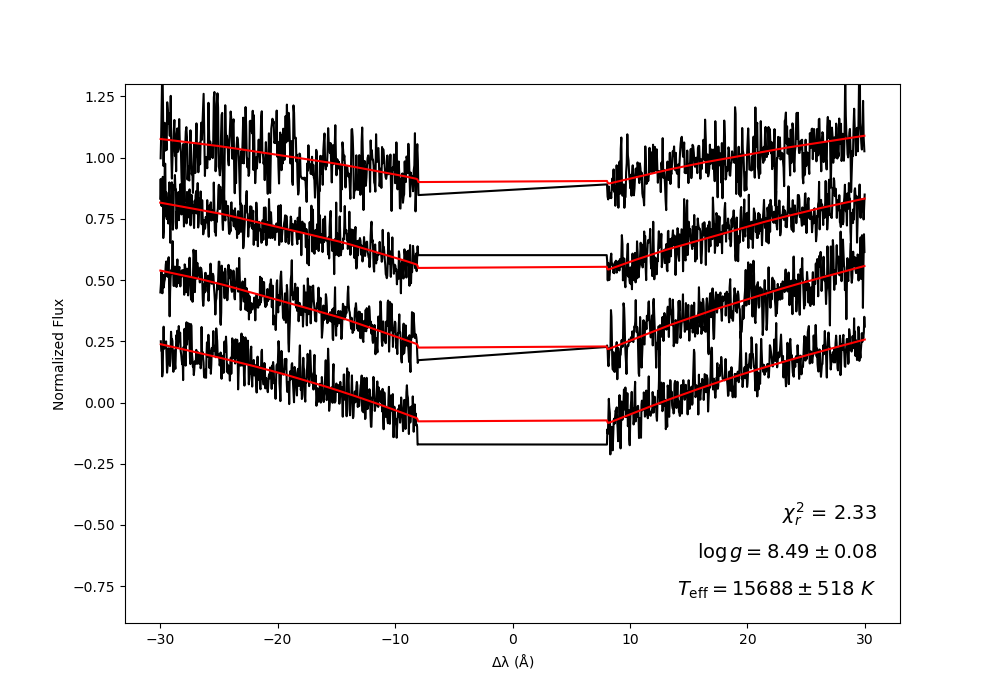 1.25
1.00
0.75
0.50
0.25
0.00
−0.25
−0.50
−0.75
Normalized Flux
χ²ᵣ = 2.33
log g = 8.49 ± 0.08
T_eff = 15688 ± 518 K
−30 −20 −10 0 10 20 30
Δλ (Å)